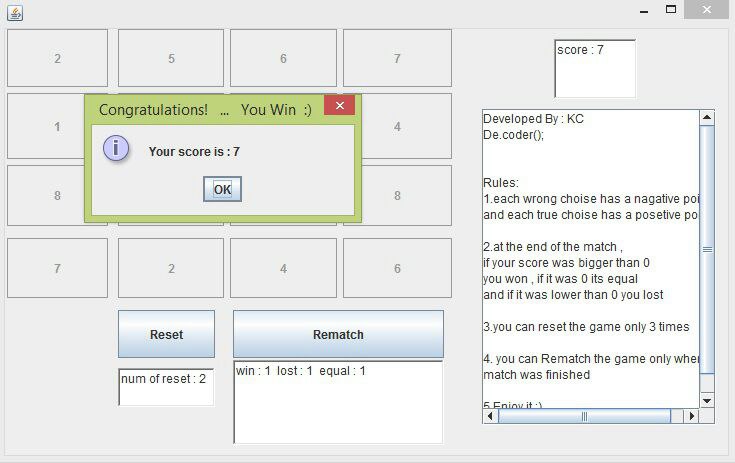 2 5 6 7
score : 7
Congratulations! ... You Win :)
1 4
Your score is : 7
OK
8 8
7 2 4 6
Developed By : KC
De.coder();
Rules:
1.each wrong choise has a nagative poi
and each true choise has a posetive po
2.at the end of the match ,
if your score was bigger than 0
you won , if it was 0 its equal
and if it was lower than 0 you lost
3.you can reset the game only 3 times
4. you can Rematch the game only when
match was finished
5.Enjoy it :)
Reset Rematch
num of reset : 2
win : 1 lost : 1 equal : 1